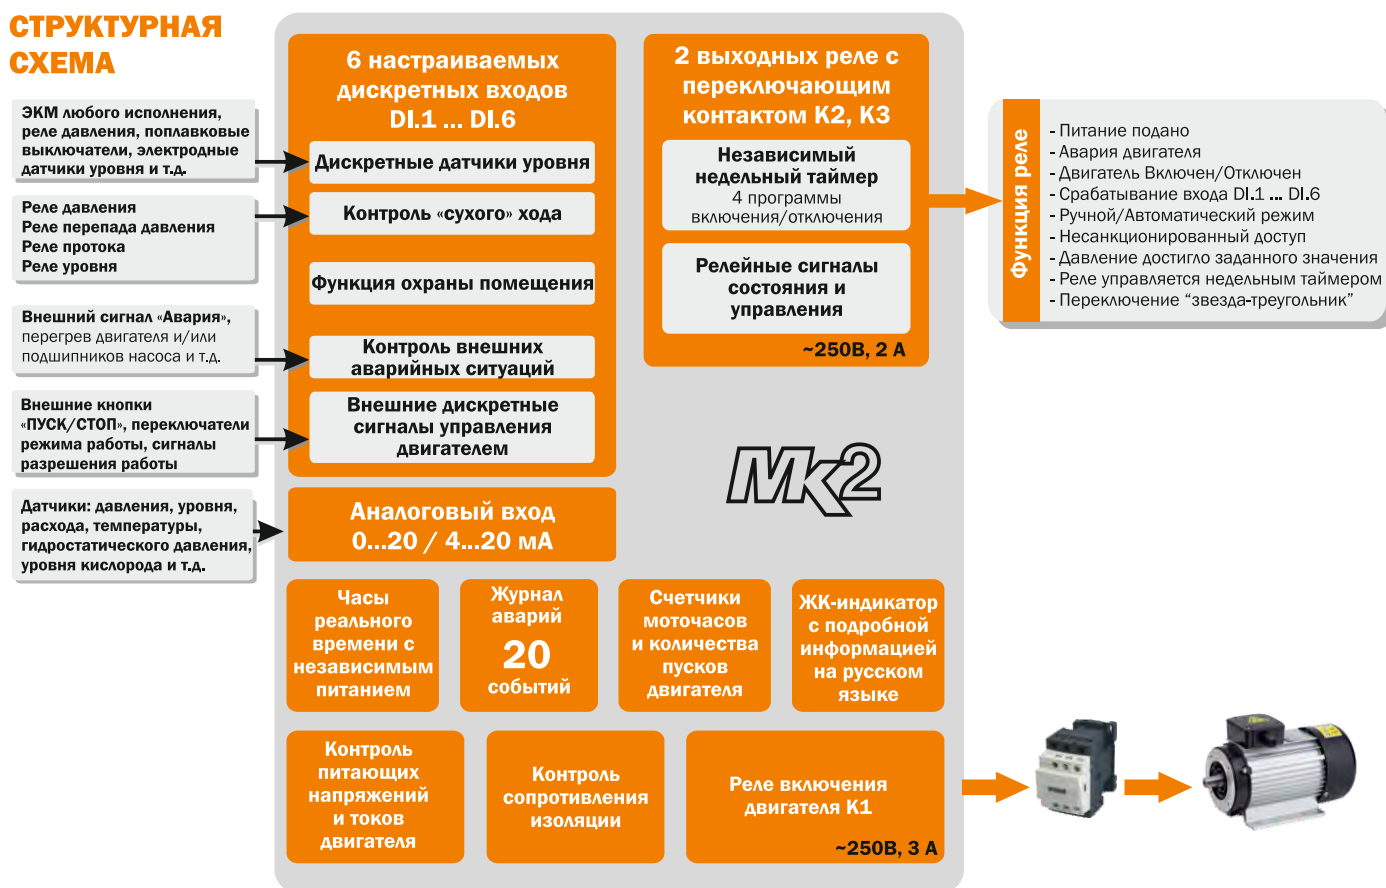 СТРУКТУРНАЯ
СХЕМА
ЭКМ любого исполнения,
реле давления, поплавковые
выключатели, электродные
датчики уровня и т.д.
Реле давления
Реле перепада давления
Реле протока
Реле уровня
Внешний сигнал «Авария»,
перегрев двигателя и/или
подшипников насоса и т.д.
Внешние кнопки
«ПУСК/СТОП», переключатели
режима работы, сигналы
разрешения работы
Датчики: давления, уровня,
расхода, температуры,
гидростатического давления,
уровня кислорода и т.д.
6 настраиваемых
дискретных входов
DI.1 ... DI.6
Дискретные датчики уровня
Контроль «сухого» хода
Функция охраны помещения
Контроль внешних
аварийных ситуаций
Внешние дискретные
сигналы управления
двигателем
Аналоговый вход
0...20 / 4...20 мА
2 выходных реле с
переключающим
контактом К2, К3
Независимый
недельный таймер
4 программы
включения/отключения
Релейные сигналы
состояния и
управления
~250В, 2 А
Функция реле
- Питание подано
- Авария двигателя
- Двигатель Включен/Отключен
- Срабатывание входа DI.1 ... DI.6
- Ручной/Автоматический режим
- Несанкционированный доступ
- Давление достигло заданного значения
- Реле управляется недельным таймером
- Переключение “звезда-треугольник”
МК2
Часы
реального
времени с
независимым
питанием
Журнал
аварий
20
событий
Счетчики
моточасов
и количества
пусков
двигателя
ЖК-индикатор
с подробной
информацией
на русском
языке
Контроль
питающих
напряжений
и токов
двигателя
Контроль
сопротивления
изоляции
Реле включения
двигателя К1
~250В, 3 А